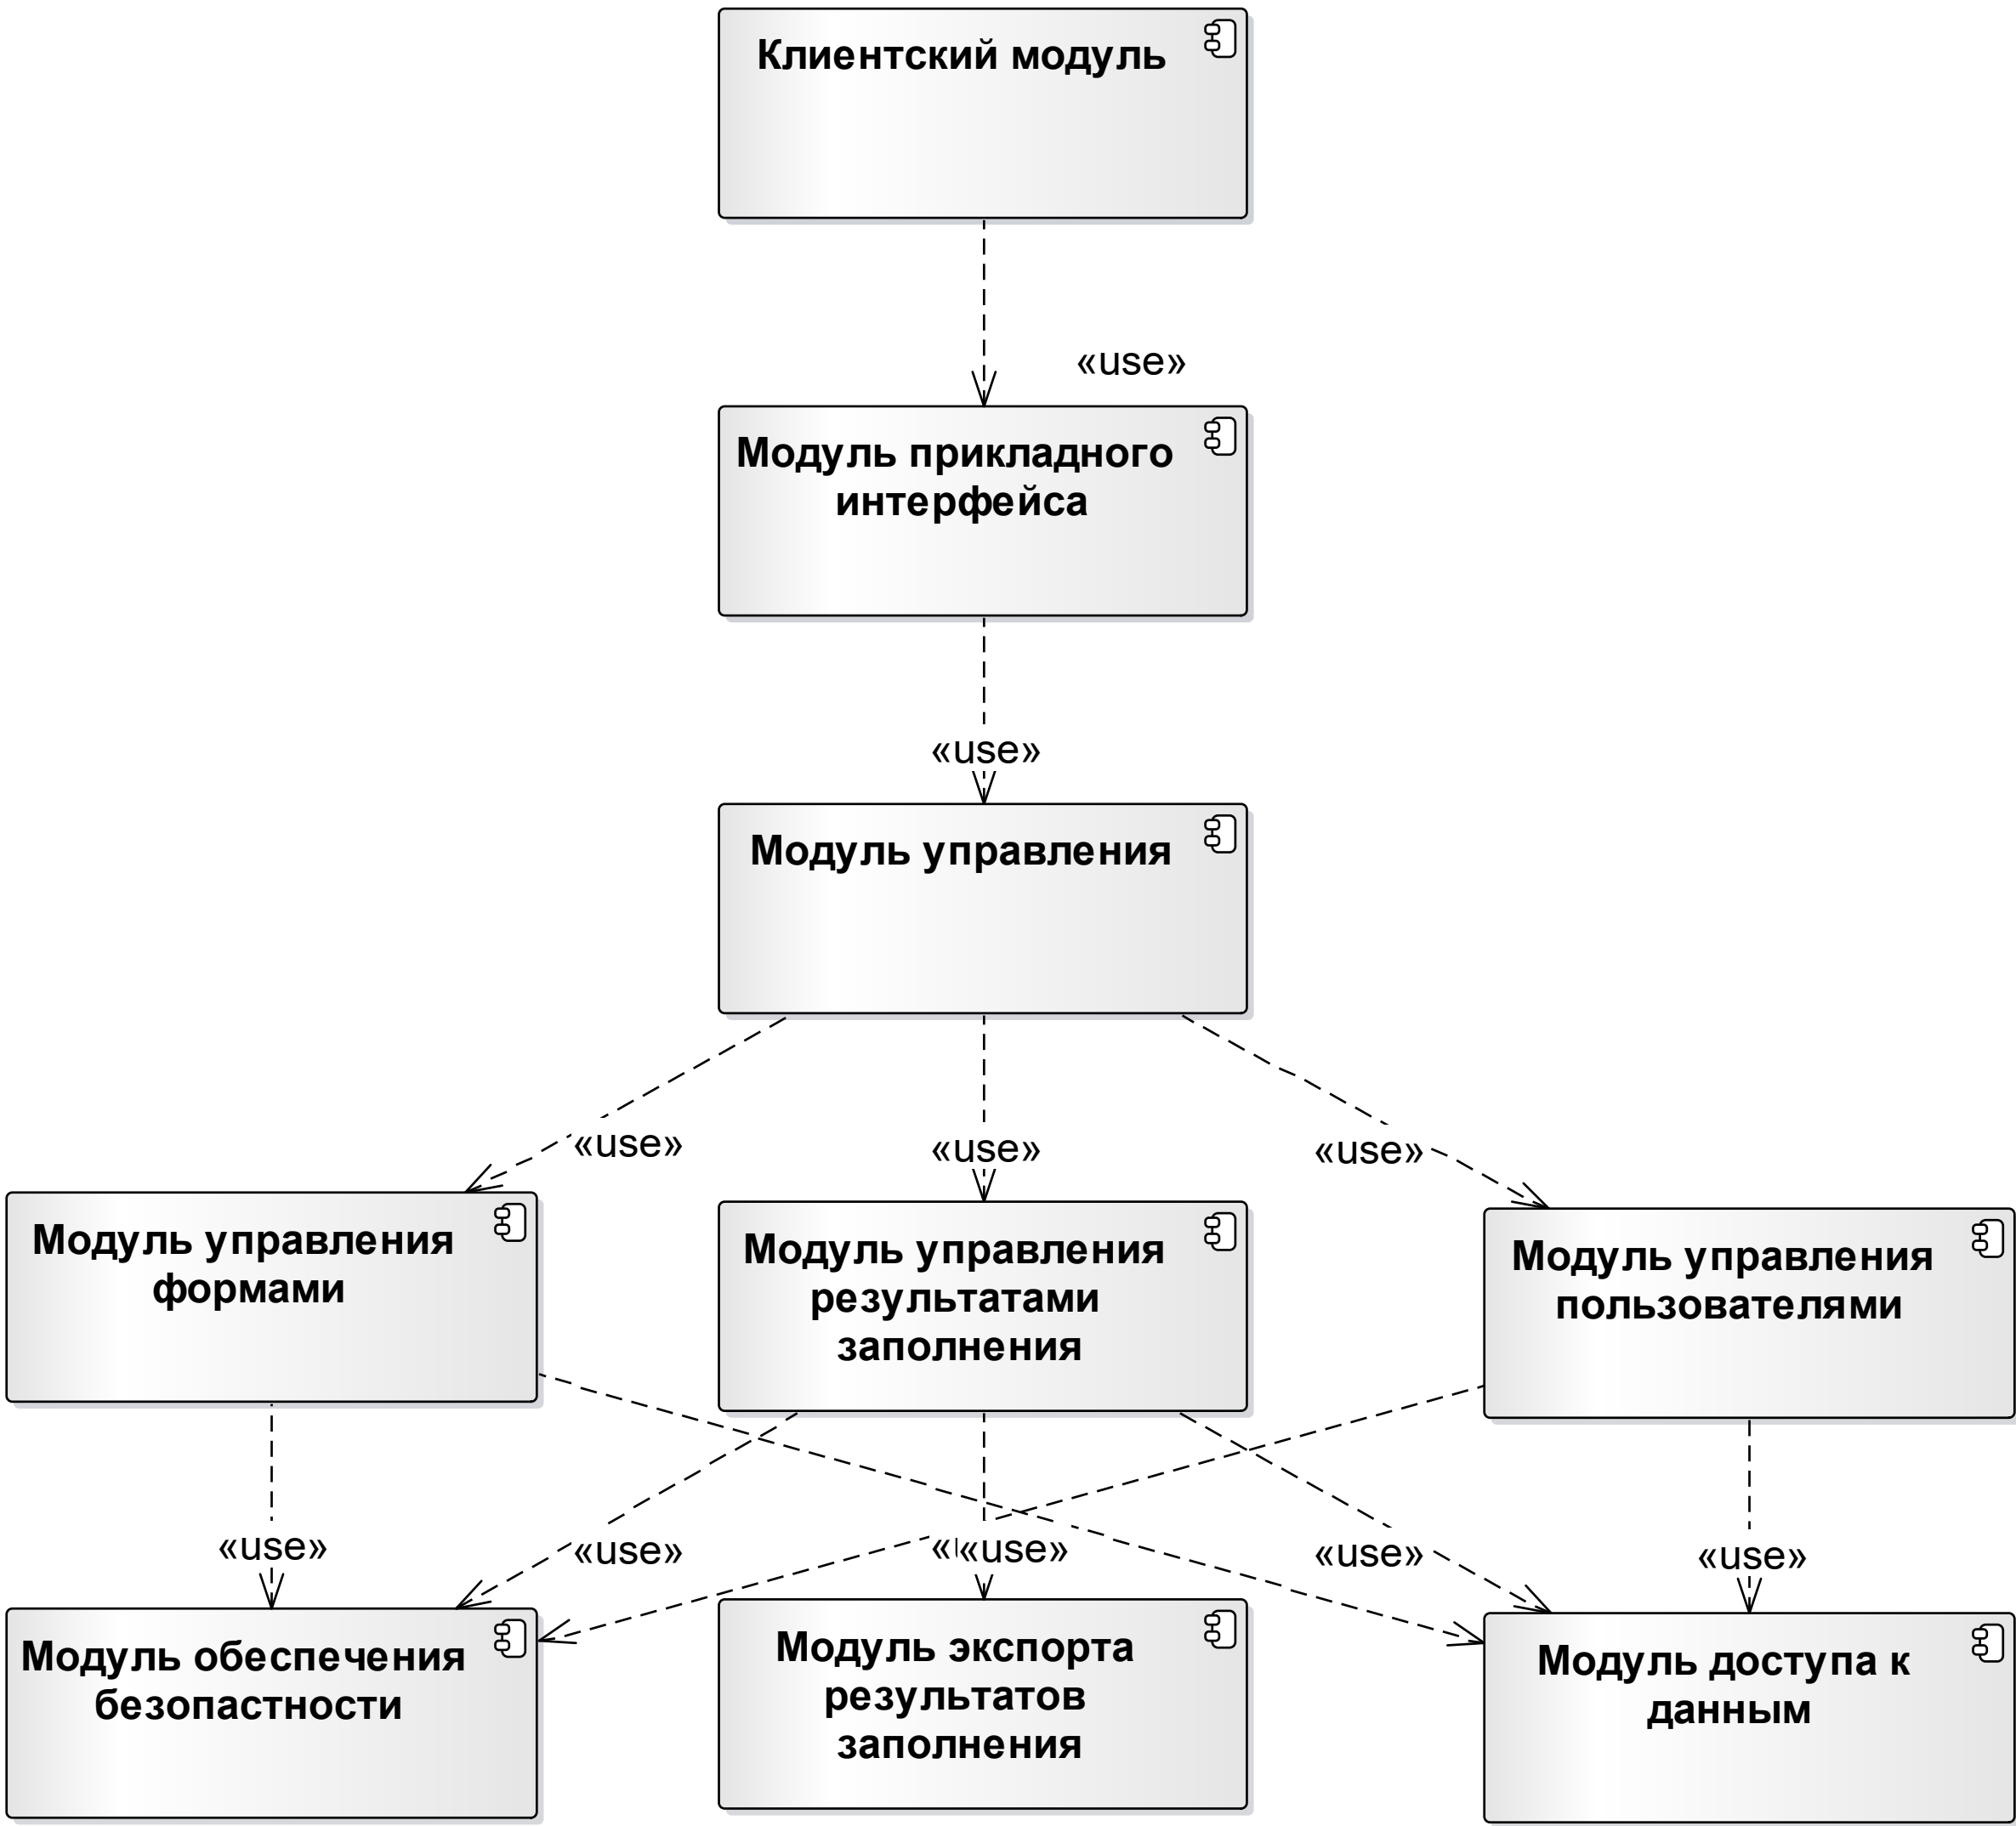 Клиентский модуль
«use»
Модуль прикладного
интерфейса
«use»
Модуль управления
«use»
«use»
«use»
Модуль управления
формами
Модуль управления
результатами
заполнения
Модуль управления
пользователями
«use»
«use»
«use»
«use»
«use»
Модуль обеспечения
безопастности
Модуль экспорта
результатов
заполнения
Модуль доступа к
данным